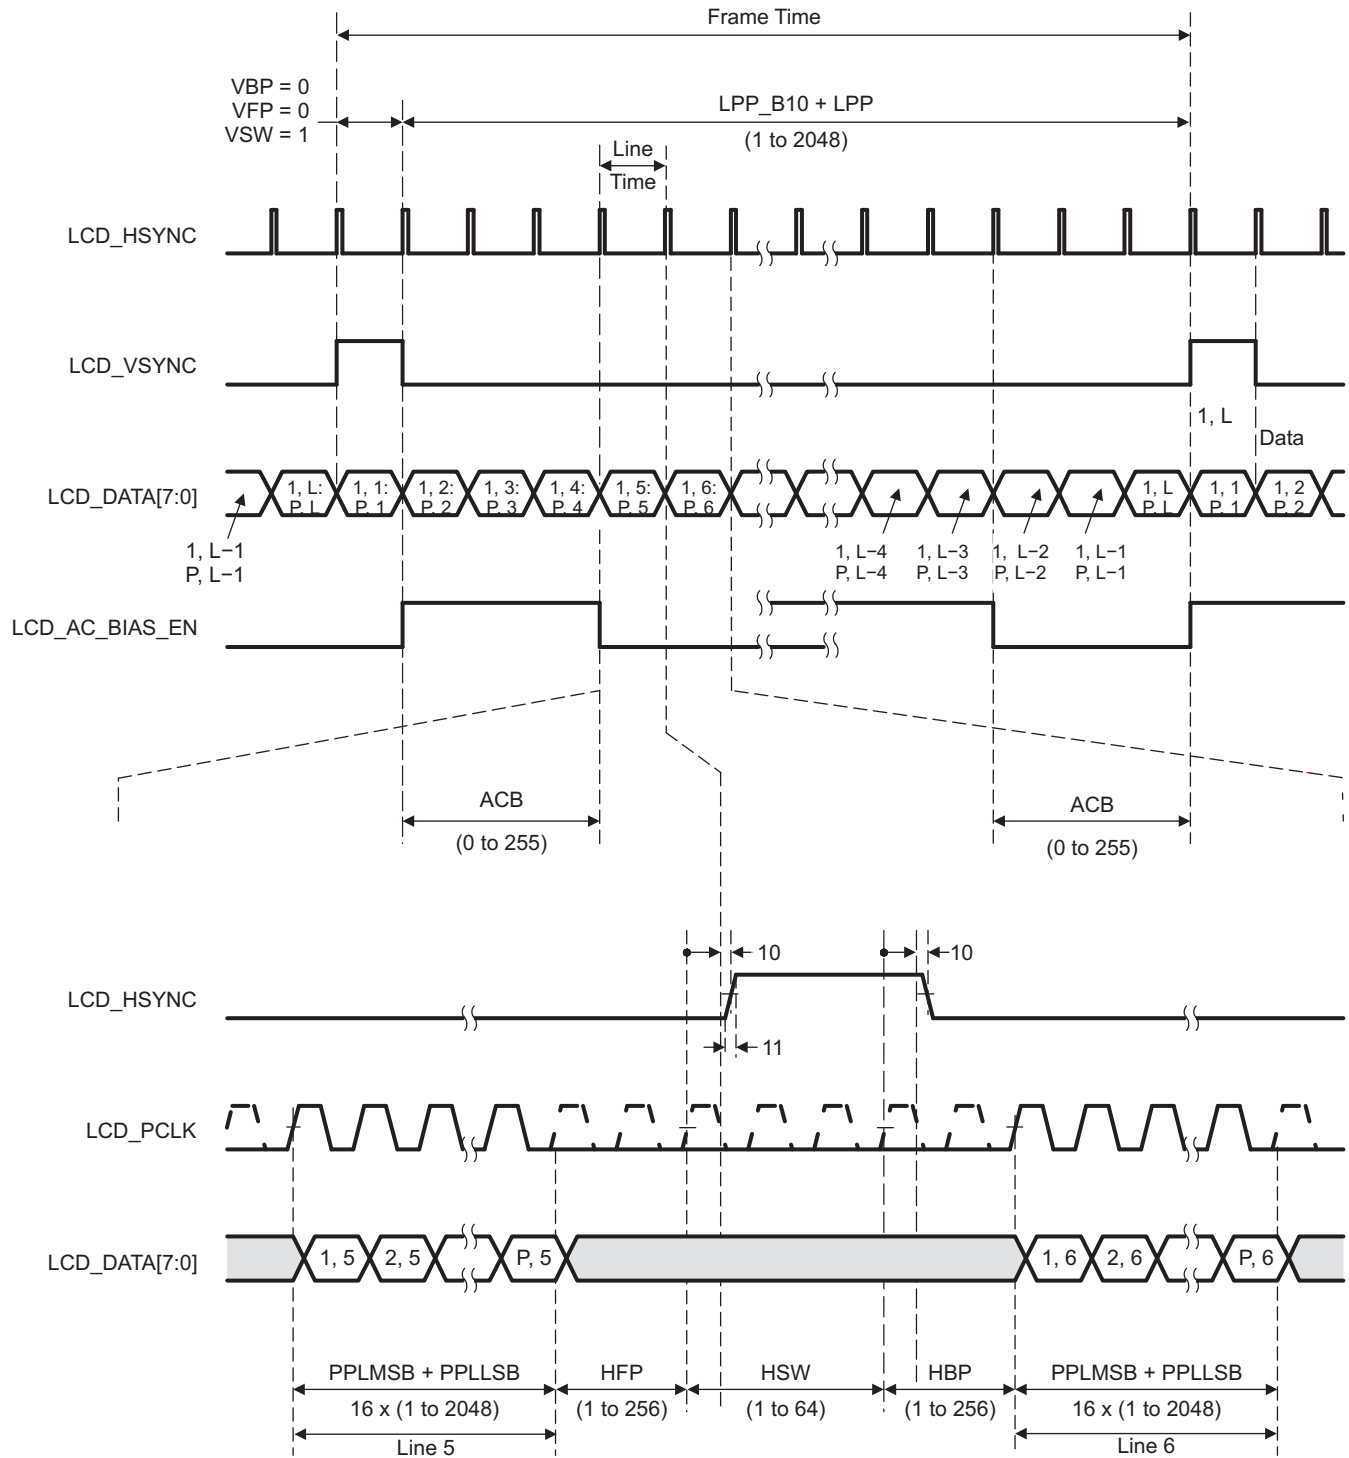 Frame Time
VBP = 0
VFP = 0
VSW = 1
LPP_B10 + LPP
(1 to 2048)
Line
Time
LCD_HSYNC
LCD_VSYNC
1, L
Data
LCD_DATA[7:0]
1, L: 1, 1: 1, 2: 1, 3: 1, 4: 1, 5: 1, 6: 1, L 1, 1 1, 2
P, L P, 1 P, 2 P, 3 P, 4 P, 5 P, 6 P, L P, 1 P, 2
1, L−1 1, L−4 1, L−3 1, L−2 1, L−1
P, L−1 P, L−4 P, L−3 P, L−2 P, L−1
LCD_AC_BIAS_EN
ACB ACB
(0 to 255) (0 to 255)
10 10
LCD_HSYNC
11
LCD_PCLK
LCD_DATA[7:0] 1, 5 2, 5 P, 5 1, 6 2, 6 P, 6
PPLMSB + PPLLSB HFP HSW HBP PPLMSB + PPLLSB
16 x (1 to 2048) (1 to 256) (1 to 64) (1 to 256) 16 x (1 to 2048)
Line 5 Line 6